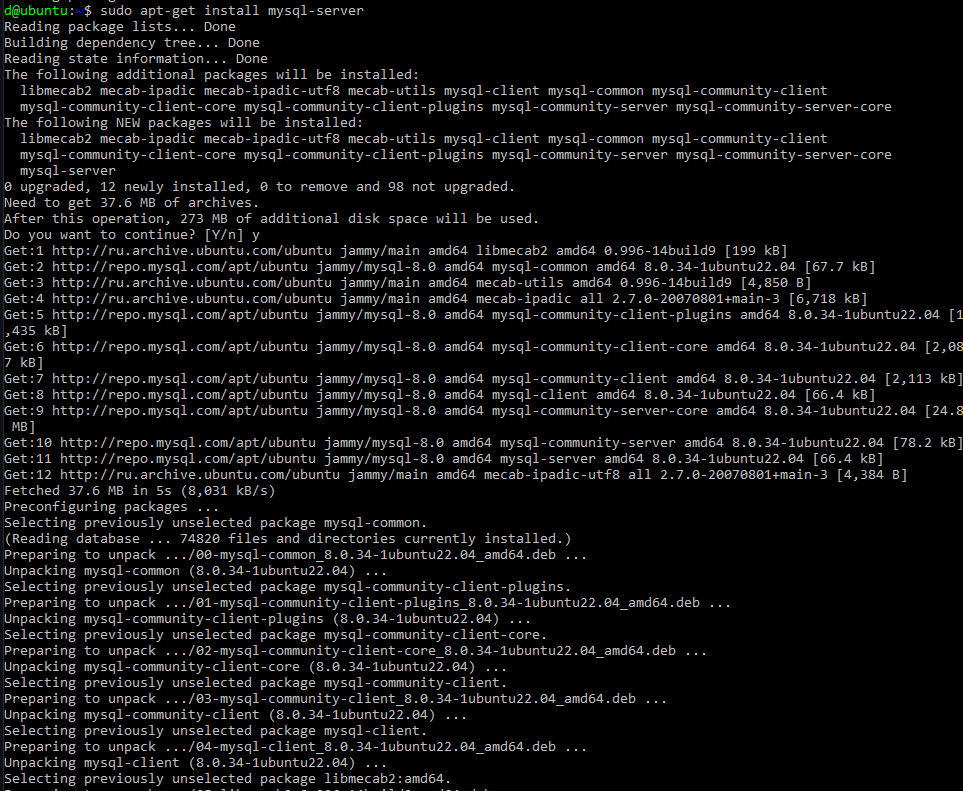 d@ubuntu:~$ sudo apt-get install mysql-server
Reading package lists... Done
Building dependency tree... Done
Reading state information... Done
The following additional packages will be installed:
  libmecab2 mecab-ipadic mecab-ipadic-utf8 mecab-utils mysql-client mysql-common mysql-community-client
  mysql-community-client-core mysql-community-client-plugins mysql-community-server mysql-community-server-core
The following NEW packages will be installed:
  libmecab2 mecab-ipadic mecab-ipadic-utf8 mecab-utils mysql-client mysql-common mysql-community-client
  mysql-community-client-core mysql-community-client-plugins mysql-community-server mysql-community-server-core
  mysql-server
0 upgraded, 12 newly installed, 0 to remove and 98 not upgraded.
Need to get 37.6 MB of archives.
After this operation, 273 MB of additional disk space will be used.
Do you want to continue? [Y/n] y
Get:1 http://ru.archive.ubuntu.com/ubuntu jammy/main amd64 libmecab2 amd64 0.996-14build9 [199 kB]
Get:2 http://repo.mysql.com/apt/ubuntu jammy/mysql-8.0 amd64 mysql-common amd64 8.0.34-1ubuntu22.04 [67.7 kB]
Get:3 http://ru.archive.ubuntu.com/ubuntu jammy/main amd64 mecab-utils amd64 0.996-14build9 [4,850 B]
Get:4 http://ru.archive.ubuntu.com/ubuntu jammy/main amd64 mecab-ipadic all 2.7.0-20070801+main-3 [6,718 kB]
Get:5 http://repo.mysql.com/apt/ubuntu jammy/mysql-8.0 amd64 mysql-community-client-plugins amd64 8.0.34-1ubuntu22.04 [1
,435 kB]
Get:6 http://repo.mysql.com/apt/ubuntu jammy/mysql-8.0 amd64 mysql-community-client-core amd64 8.0.34-1ubuntu22.04 [2,08
7 kB]
Get:7 http://repo.mysql.com/apt/ubuntu jammy/mysql-8.0 amd64 mysql-community-client amd64 8.0.34-1ubuntu22.04 [2,113 kB]
Get:8 http://repo.mysql.com/apt/ubuntu jammy/mysql-8.0 amd64 mysql-client amd64 8.0.34-1ubuntu22.04 [66.4 kB]
Get:9 http://repo.mysql.com/apt/ubuntu jammy/mysql-8.0 amd64 mysql-community-server-core amd64 8.0.34-1ubuntu22.04 [24.8
 MB]
Get:10 http://repo.mysql.com/apt/ubuntu jammy/mysql-8.0 amd64 mysql-community-server amd64 8.0.34-1ubuntu22.04 [78.2 kB]
Get:11 http://repo.mysql.com/apt/ubuntu jammy/mysql-8.0 amd64 mysql-server amd64 8.0.34-1ubuntu22.04 [66.4 kB]
Get:12 http://ru.archive.ubuntu.com/ubuntu jammy/main amd64 mecab-ipadic-utf8 all 2.7.0-20070801+main-3 [4,384 B]
Fetched 37.6 MB in 5s (8,031 kB/s)
Preconfiguring packages ...
Selecting previously unselected package mysql-common.
(Reading database ... 74820 files and directories currently installed.)
Preparing to unpack .../00-mysql-common_8.0.34-1ubuntu22.04_amd64.deb ...
Unpacking mysql-common (8.0.34-1ubuntu22.04) ...
Selecting previously unselected package mysql-community-client-plugins.
Preparing to unpack .../01-mysql-community-client-plugins_8.0.34-1ubuntu22.04_amd64.deb ...
Unpacking mysql-community-client-plugins (8.0.34-1ubuntu22.04) ...
Selecting previously unselected package mysql-community-client-core.
Preparing to unpack .../02-mysql-community-client-core_8.0.34-1ubuntu22.04_amd64.deb ...
Unpacking mysql-community-client-core (8.0.34-1ubuntu22.04) ...
Selecting previously unselected package mysql-community-client.
Preparing to unpack .../03-mysql-community-client_8.0.34-1ubuntu22.04_amd64.deb ...
Unpacking mysql-community-client (8.0.34-1ubuntu22.04) ...
Selecting previously unselected package mysql-client.
Preparing to unpack .../04-mysql-client_8.0.34-1ubuntu22.04_amd64.deb ...
Unpacking mysql-client (8.0.34-1ubuntu22.04) ...
Selecting previously unselected package libmecab2:amd64.